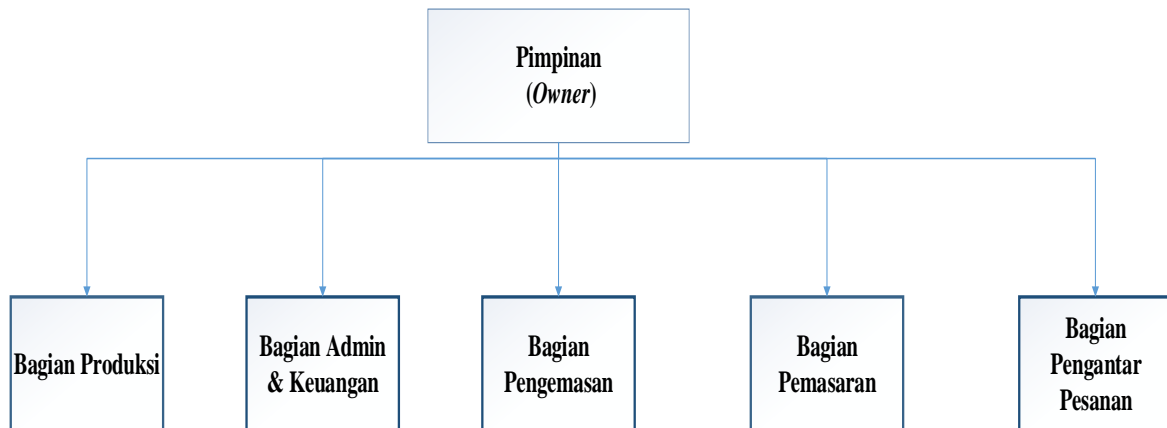 Pimpinan
(Owner)
Bagian Produksi
Bagian Admin
& Keuangan
Bagian
Pengemasan
Bagian
Pemasaran
Bagian
Pengantar
Pesanan